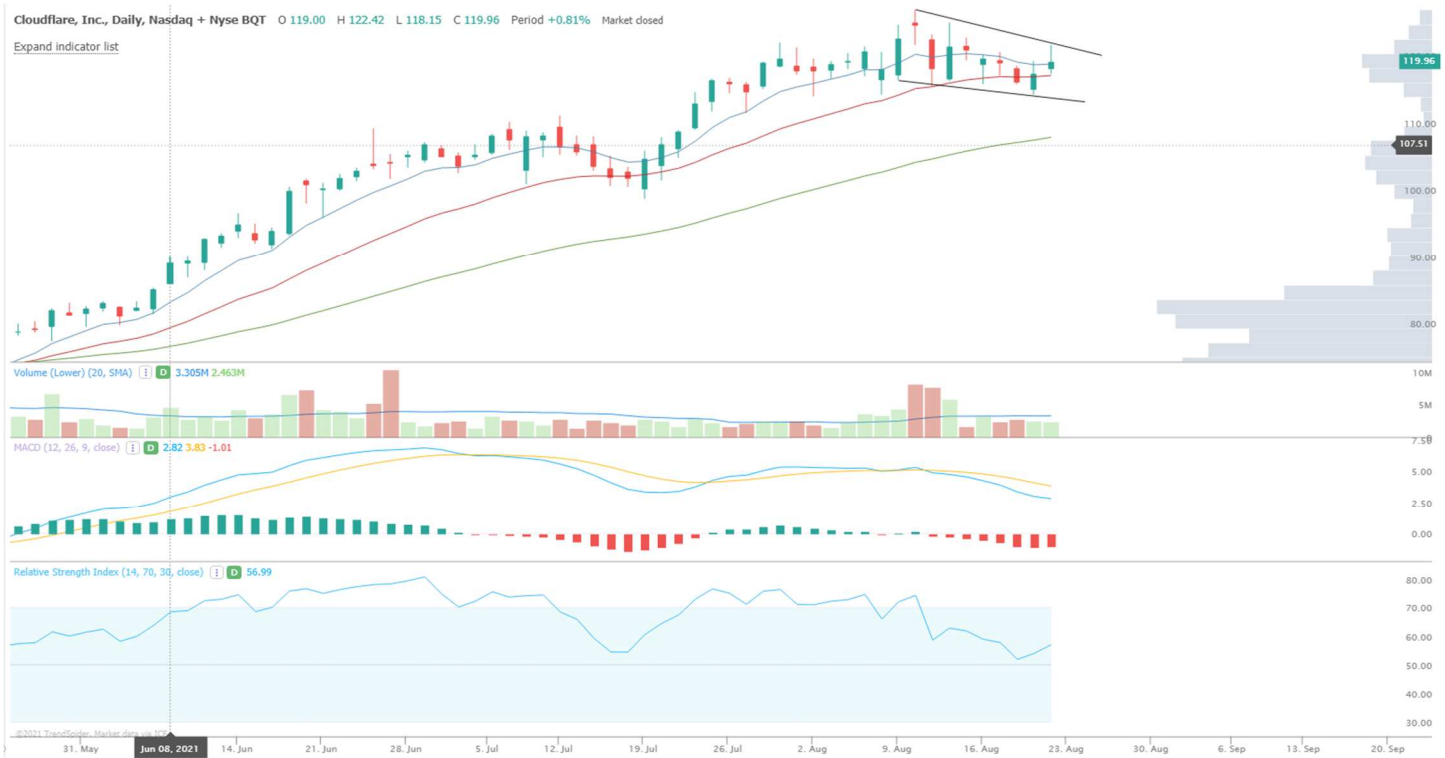 Cloudflare, Inc., Daily, Nasdaq + Nyse BQT O 119.00 H 122.42 L 118.15 C 119.96 Period +0.81% Market closed
Expand indicator list
119.96
110.00
107.51
100.00
90.00
80.00
Volume (Lower) (20, SMA) D 3.305M 2.463M
10M
5M
MACD (12, 26, 9, close) D 2.82 3.83 -1.01
7.50
5.00
2.50
0.00
Relative Strength Index (14, 70, 30, close) D 56.99
80.00
70.00
60.00
50.00
40.00
30.00
©2021 TrendSpider. Market data via ICE
31. May Jun 08, 2021 14. Jun 21. Jun 28. Jun 5. Jul 12. Jul 19. Jul 26. Jul 2. Aug 9. Aug 16. Aug 23. Aug 30. Aug 6. Sep 13. Sep 20. Sep